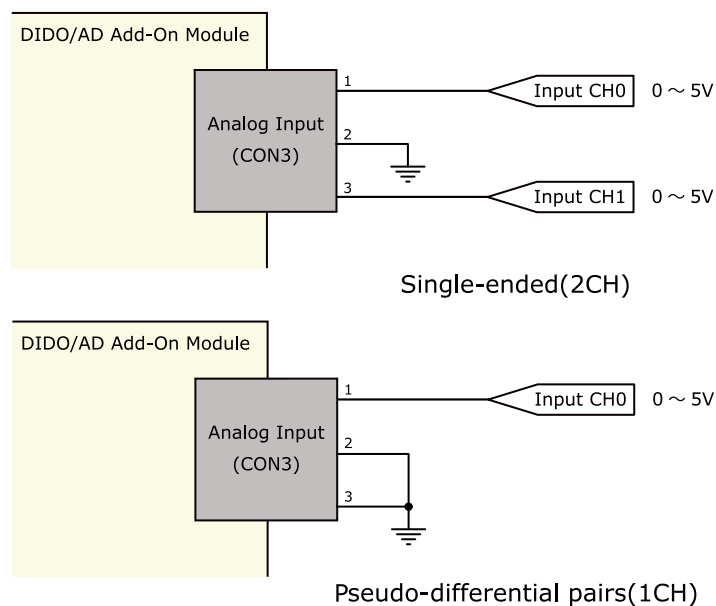 DIDO/AD Add-On Module
1
Input CH0 0 ~ 5V
Analog Input
(CON3)
2
3
Input CH1 0 ~ 5V
Single-ended(2CH)
DIDO/AD Add-On Module
1
Input CH0 0 ~ 5V
Analog Input
(CON3)
2
3
Pseudo-differential pairs(1CH)